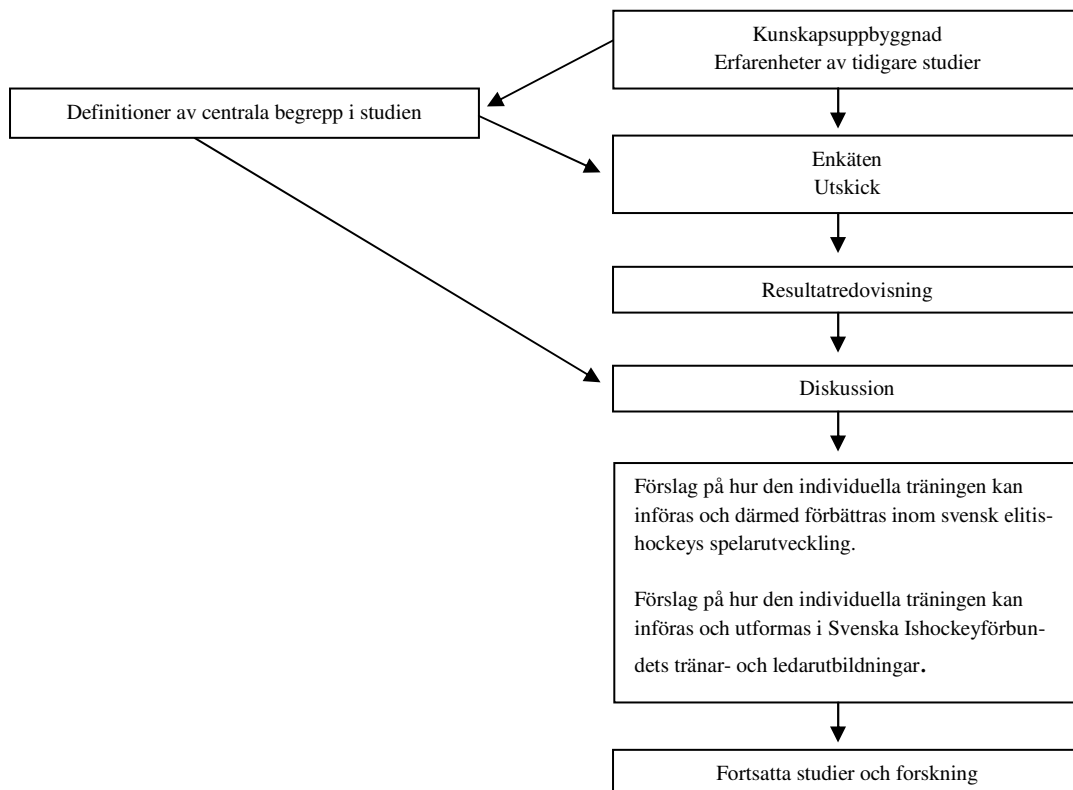 Kunskapsuppbyggnad
Erfarenheter av tidigare studier
Definitioner av centrala begrepp i studien
Enkäten
Utskick
Resultatredovisning
Diskussion
Förslag på hur den individuella träningen kan
införas och därmed förbättras inom svensk elitis-
hockeys spelarutveckling.
Förslag på hur den individuella träningen kan
införas och utformas i Svenska Ishockeyförbun-
dets tränar- och ledarutbildningar.
Fortsatta studier och forskning